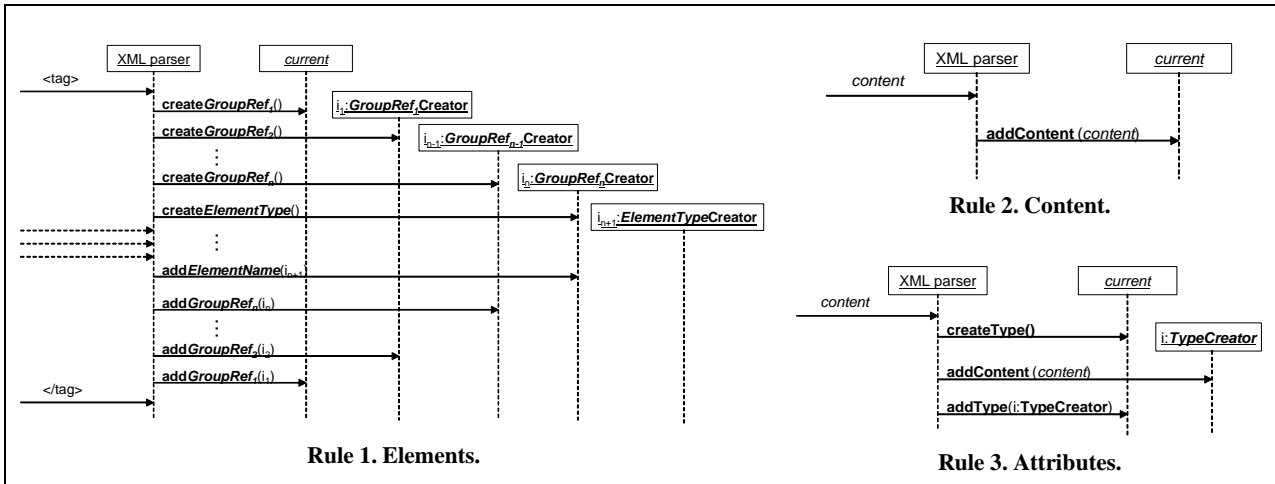 XML parser
current
<tag>
createGroupRef1()
i1:GroupRef1Creator
createGroupRef2()
in-1:GroupRefn-1Creator
createGroupRefn()
in:GroupRefnCreator
createElementType()
in+1:ElementTypeCreator
addElementName(in+1)
addGroupRefn(in)
addGroupRef2(i2)
addGroupRef1(i1)
</tag>
Rule 1. Elements.
XML parser
current
content
addContent (content)
Rule 2. Content.
XML parser
current
content
createType()
i:TypeCreator
addContent (content)
addType(i:TypeCreator)
Rule 3. Attributes.